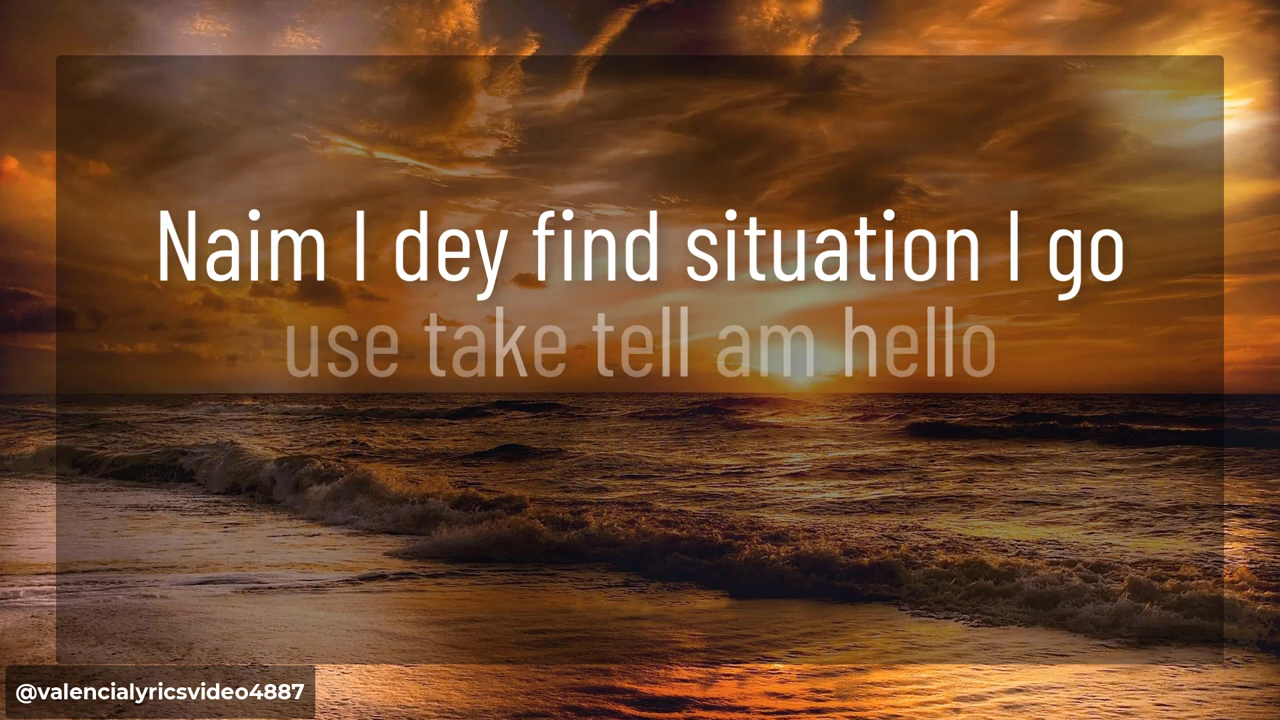 Naim I dey find situation I go
use take tell am hello
@valencialyricsvideo4887